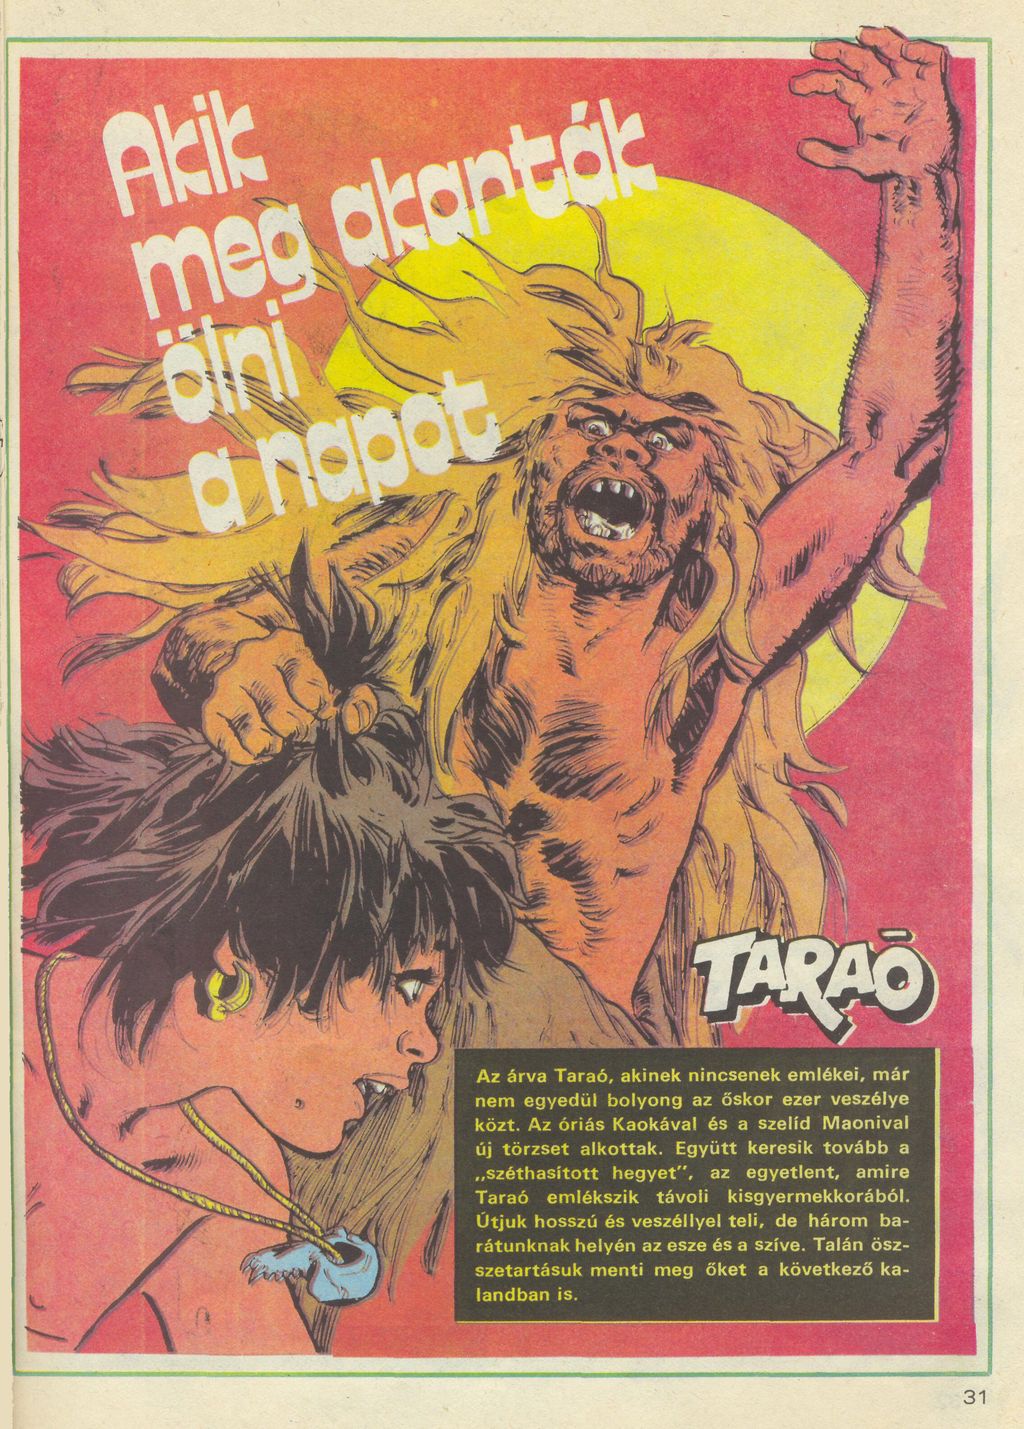 Akik
meg akarták
ölni
a napot
TARAÓ
Az árva Taraó, akinek nincsenek emlékei, már
nem egyedül bolyong az őskor ezer veszélye
közt. Az óriás Kaokával és a szelíd Maonival
új törzset alkottak. Együtt keresik tovább a
,,széthasított hegyet”, az egyetlent, amire
Taraó emlékszik távoli kisgyermekkorából.
Útjuk hosszú és veszéllyel teli, de három ba-
rátunknak helyén az esze és a szíve. Talán ösz-
szetartásuk menti meg őket a következő ka-
landban is.
31